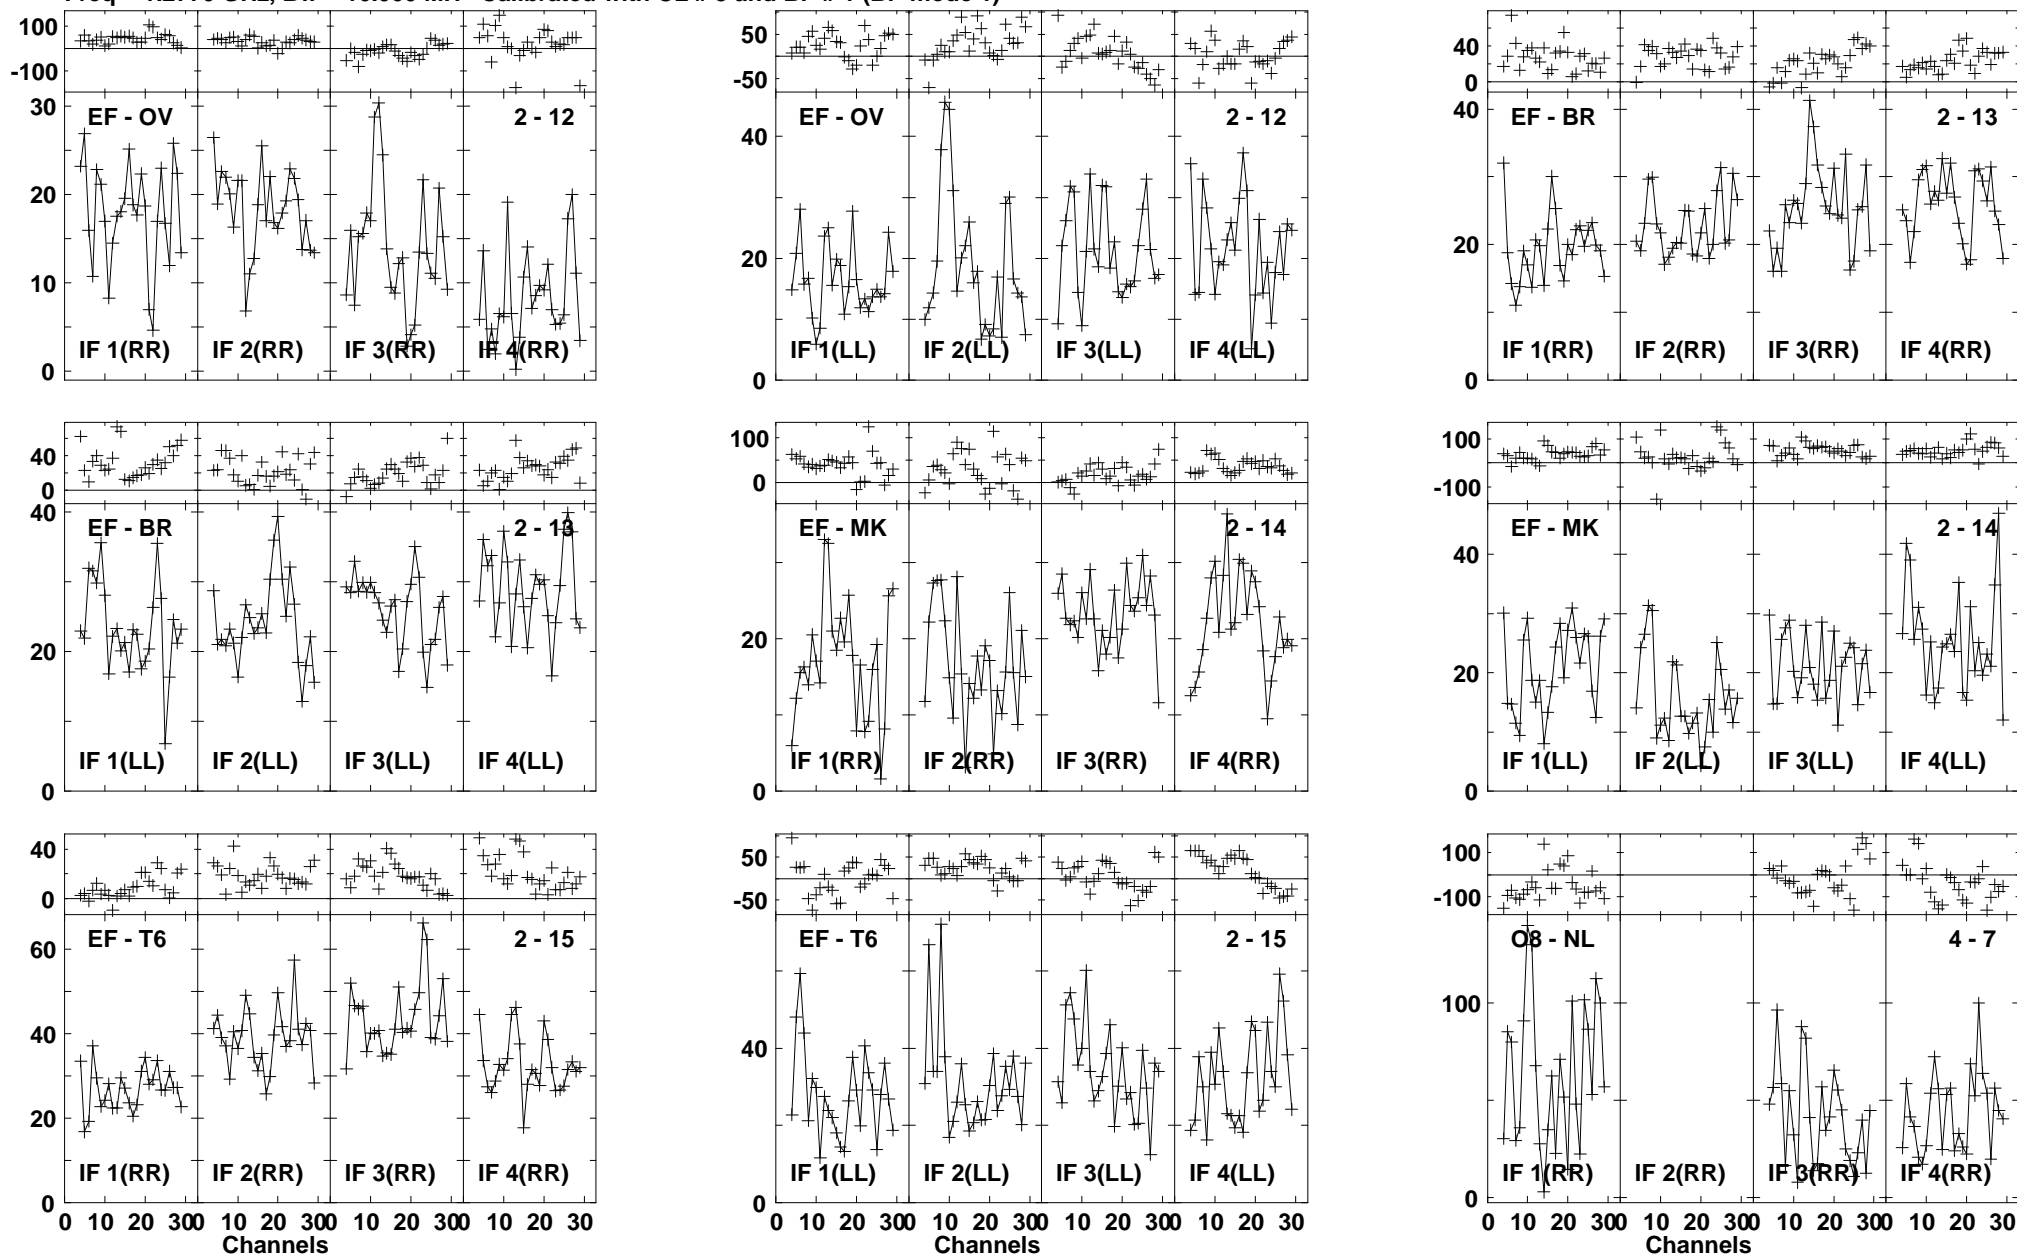 EF - OV 2 - 12
IF 1(RR) IF 2(RR) IF 3(RR) IF 4(RR)
100
-100
30
20
10
0
EF - OV 2 - 12
IF 1(LL) IF 2(LL) IF 3(LL) IF 4(LL)
50
-50
40
20
0
EF - BR 2 - 13
IF 1(RR) IF 2(RR) IF 3(RR) IF 4(RR)
40
0
40
20
0
EF - BR 2 - 13
IF 1(LL) IF 2(LL) IF 3(LL) IF 4(LL)
40
0
40
20
0
EF - MK 2 - 14
IF 1(RR) IF 2(RR) IF 3(RR) IF 4(RR)
100
0
20
0
EF - MK 2 - 14
IF 1(LL) IF 2(LL) IF 3(LL) IF 4(LL)
100
-100
40
20
0
EF - T6 2 - 15
IF 1(RR) IF 2(RR) IF 3(RR) IF 4(RR)
40
0
60
40
20
0
0 10 20 30 0 10 20 30 0 10 20 30 0 10 20 30
Channels
EF - T6 2 - 15
IF 1(LL) IF 2(LL) IF 3(LL) IF 4(LL)
50
-50
40
20
0
0 10 20 30 0 10 20 30 0 10 20 30 0 10 20 30
Channels
O8 - NL 4 - 7
IF 1(RR) IF 2(RR) IF 3(RR) IF 4(RR)
100
-100
100
0
0 10 20 30 0 10 20 30 0 10 20 30 0 10 20 30
Channels